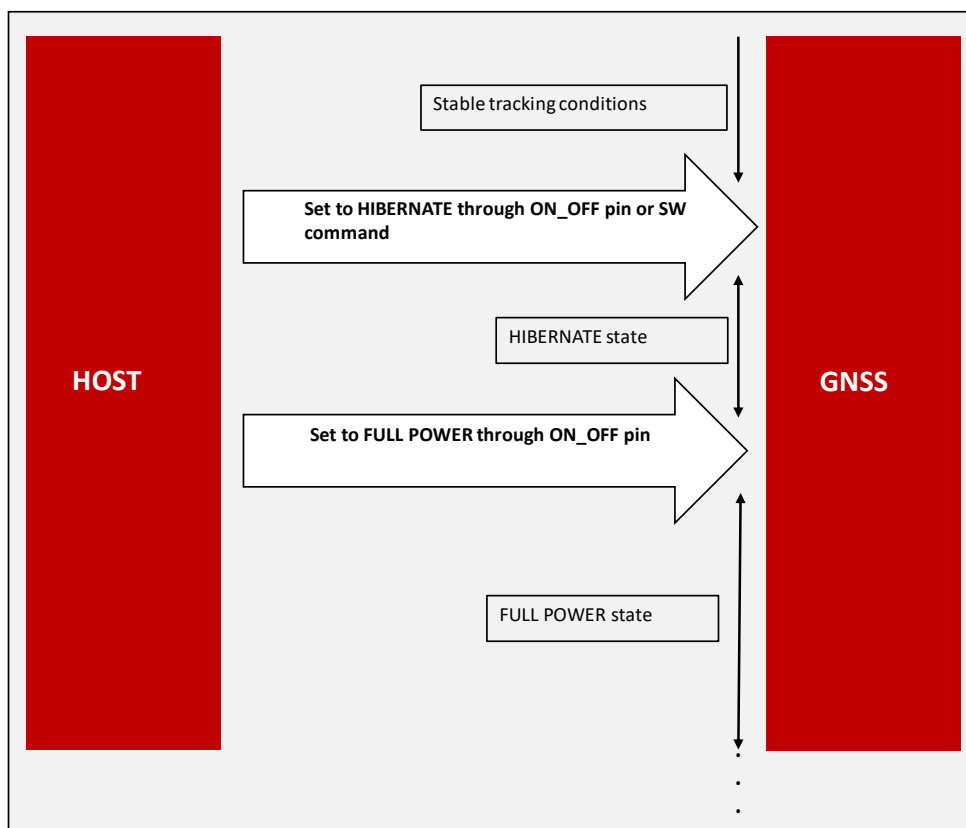 Stable tracking conditions
Set to HIBERNATE through ON_OFF pin or SW
command
HIBERNATE state
HOST
GNSS
Set to FULL POWER through ON_OFF pin
FULL POWER state
.
.
.